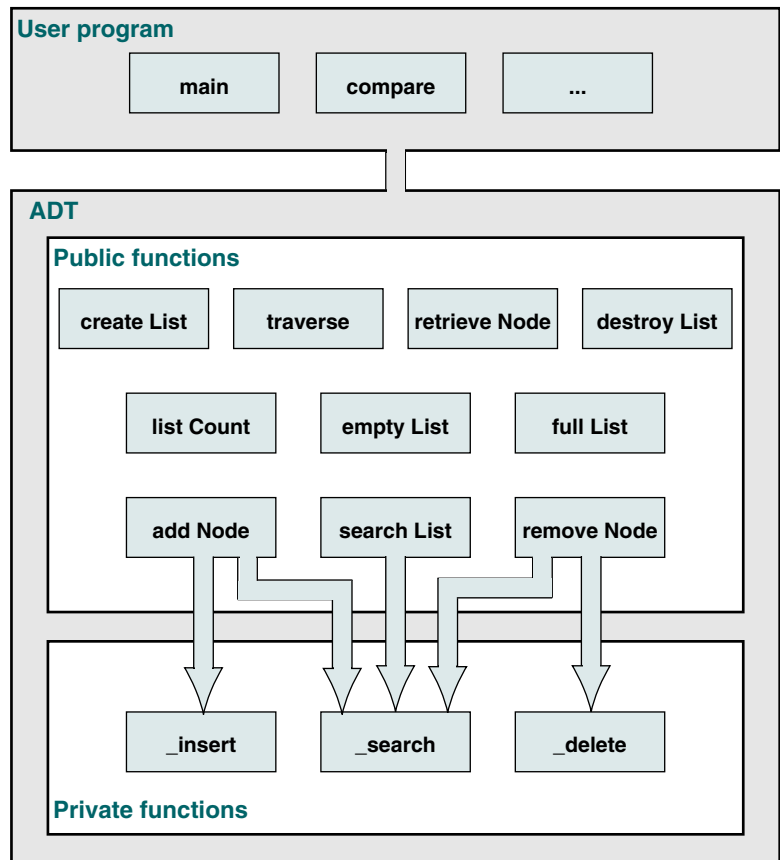 User program
main
compare
...
ADT
Public functions
create List
traverse
retrieve Node
destroy List
list Count
empty List
full List
add Node
search List
remove Node
_insert
_search
_delete
Private functions